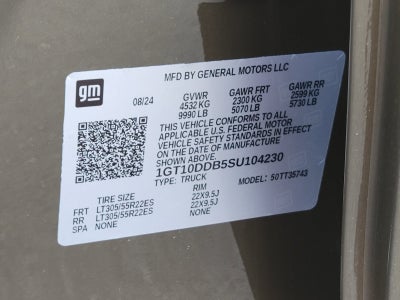 gm
MFD BY GENERAL MOTORS LLC
08/24 GVWR GAWR FRT GAWR RR
4532 KG 2300 KG 2599 KG
9990 LB 5070 LB 5730 LB
THIS VEHICLE CONFORMS TO ALL
APPLICABLE U.S. FEDERAL MOTOR
VEHICLE SAFETY STANDARDS IN EFFECT
ON THE DATE OF MANUFACTURE
1GT10DDB5SU104230
TYPE: TRUCK MODEL: 50TT35743
TIRE SIZE RIM
FRT LT305/55R22ES 22X9.5J
RR LT305/55R22ES 22X9.5J
SPA NONE NONE